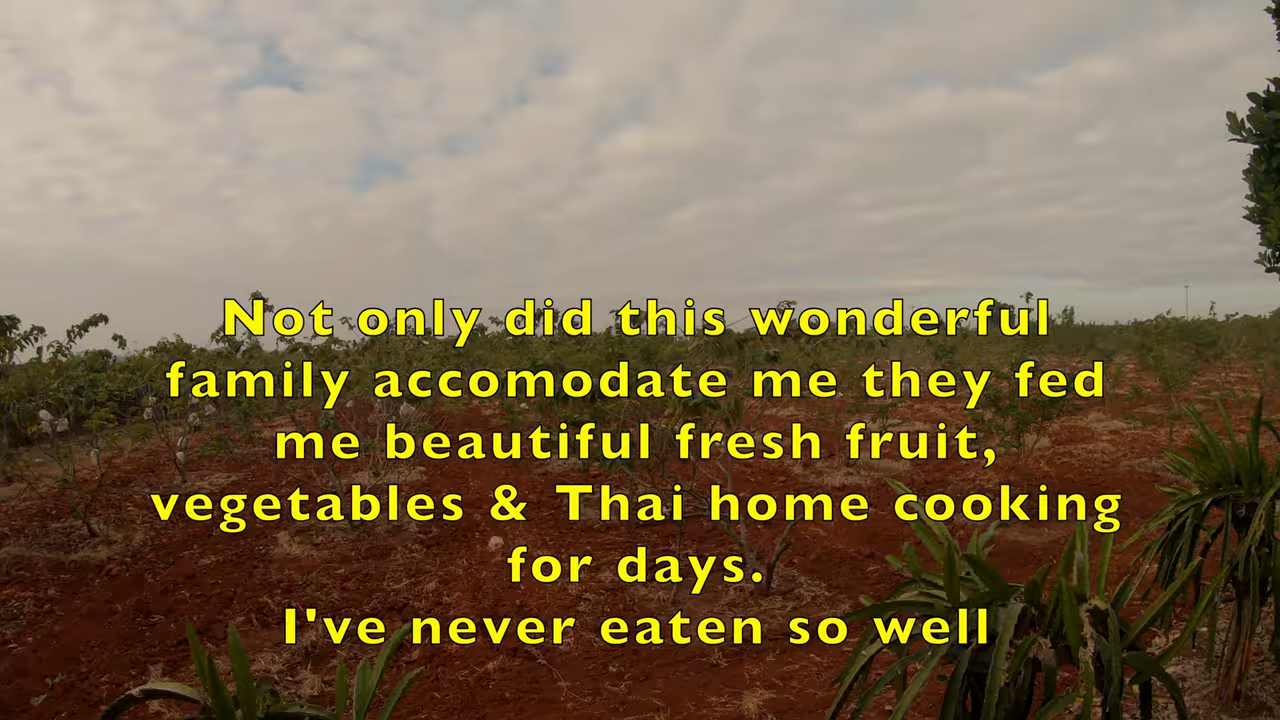 Not only did this wonderful
family accomodate me they fed
me beautiful fresh fruit,
vegetables & Thai home cooking
for days.
I've never eaten so well